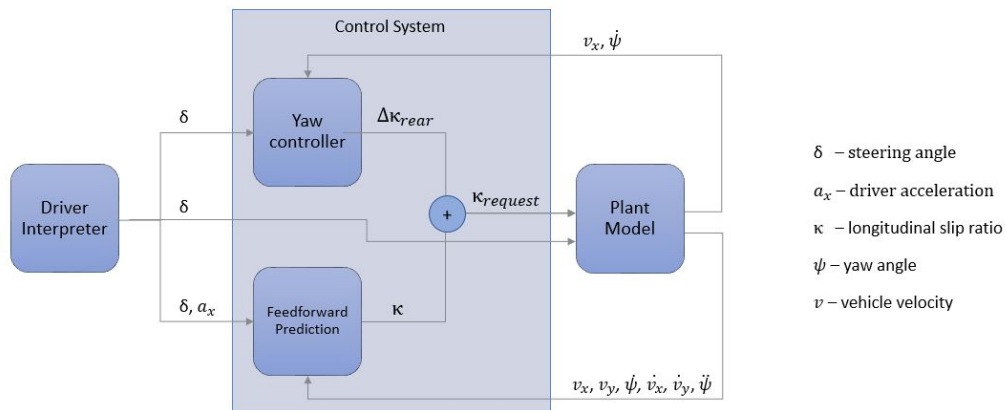 Control System
v_x, ψ̇
δ
Yaw
controller
Δκ_rear
δ – steering angle
Driver
Interpreter
δ
+
κ_request
Plant
Model
a_x – driver acceleration
κ – longitudinal slip ratio
ψ – yaw angle
v – vehicle velocity
δ, a_x
Feedforward
Prediction
κ
v_x, v_y, ψ̇, v̇_x, v̇_y, ψ̈